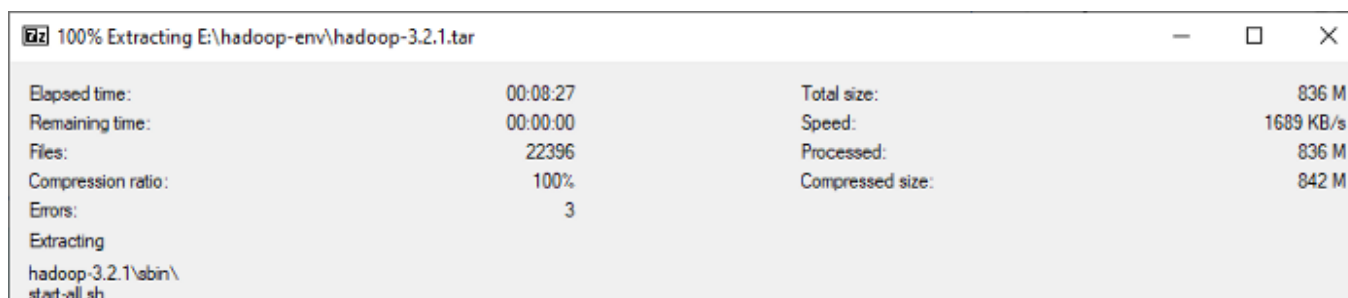 7z 100% Extracting E:\hadoop-env\hadoop-3.2.1.tar
Elapsed time: 00:08:27 Total size: 836 M
Remaining time: 00:00:00 Speed: 1689 KB/s
Files: 22396 Processed: 836 M
Compression ratio: 100% Compressed size: 842 M
Errors: 3
Extracting
hadoop-3.2.1\sbin\
start-all.sh